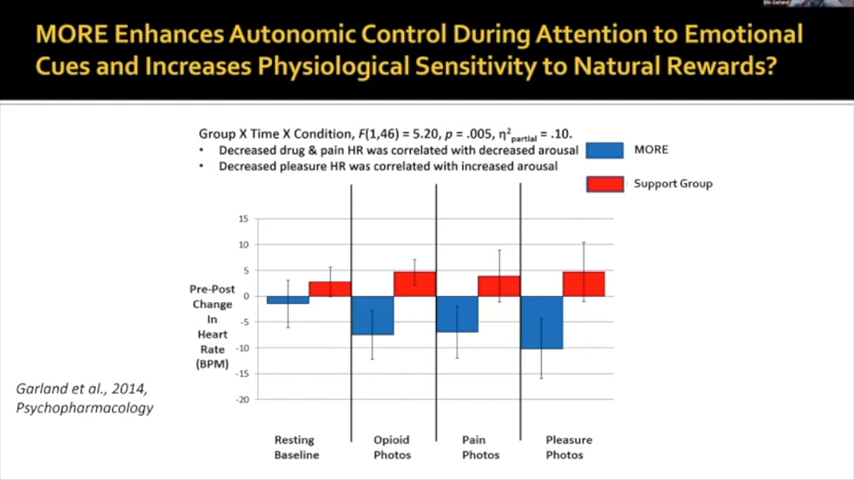 MORE Enhances Autonomic Control During Attention to Emotional
Cues and Increases Physiological Sensitivity to Natural Rewards?
Group X Time X Condition, F(1,46) = 5.20, p = .005, η²partial = .10.
• Decreased drug & pain HR was correlated with decreased arousal
• Decreased pleasure HR was correlated with increased arousal
MORE
Support Group
15
10
5
0
-5
-10
-15
-20
Pre-Post
Change
In
Heart
Rate
(BPM)
Garland et al., 2014,
Psychopharmacology
Resting
Baseline
Opioid
Photos
Pain
Photos
Pleasure
Photos